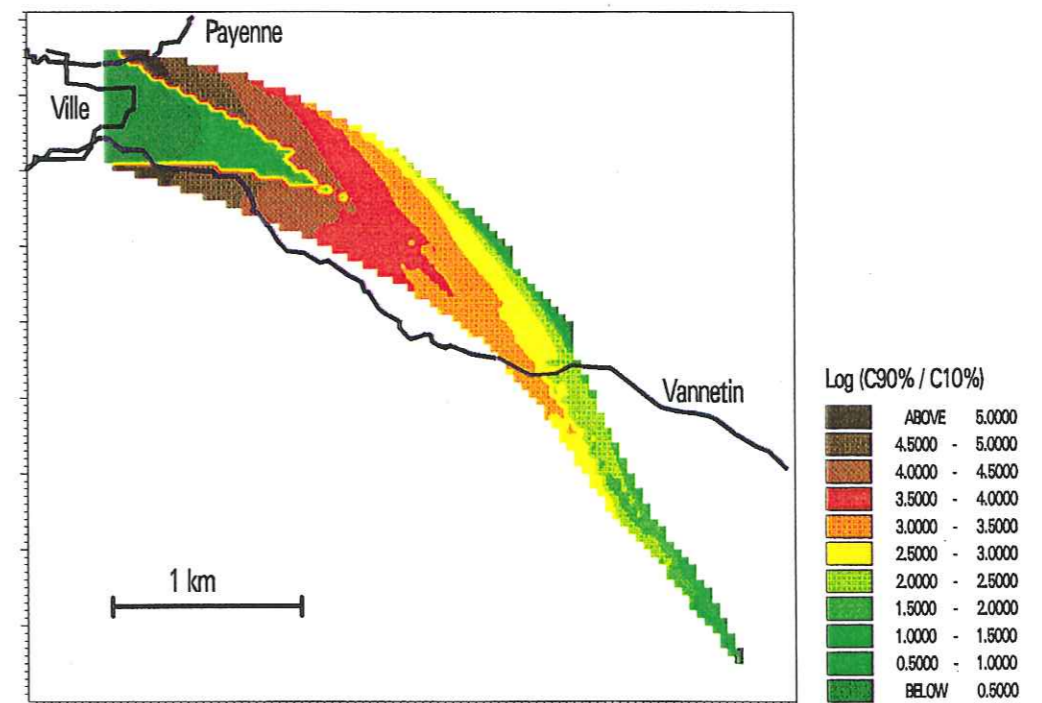 Payenne
Ville
Vannetin
1 km
Log (C90% / C10%)
ABOVE 5.0000
4.5000 - 5.0000
4.0000 - 4.5000
3.5000 - 4.0000
3.0000 - 3.5000
2.5000 - 3.0000
2.0000 - 2.5000
1.5000 - 2.0000
1.0000 - 1.5000
0.5000 - 1.0000
BELOW 0.5000